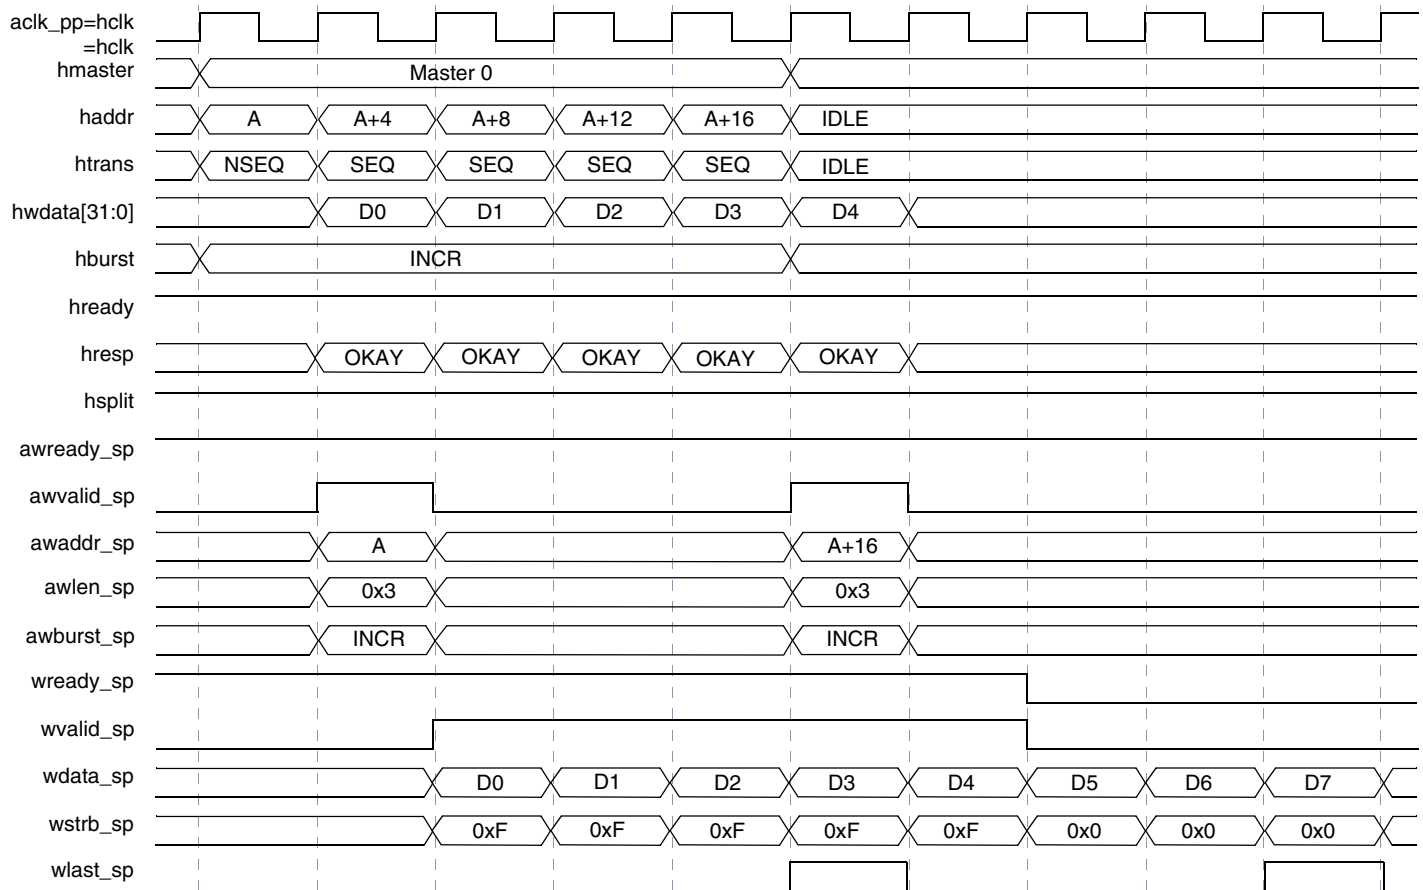 aclk_pp=hclk
=hclk
hmaster Master 0
haddr A A+4 A+8 A+12 A+16 IDLE
htrans NSEQ SEQ SEQ SEQ SEQ IDLE
hwdata[31:0] D0 D1 D2 D3 D4
hburst INCR
hready
hresp OKAY OKAY OKAY OKAY OKAY
hsplit
awready_sp
awvalid_sp
awaddr_sp A A+16
awlen_sp 0x3 0x3
awburst_sp INCR INCR
wready_sp
wvalid_sp
wdata_sp D0 D1 D2 D3 D4 D5 D6 D7
wstrb_sp 0xF 0xF 0xF 0xF 0xF 0x0 0x0 0x0
wlast_sp